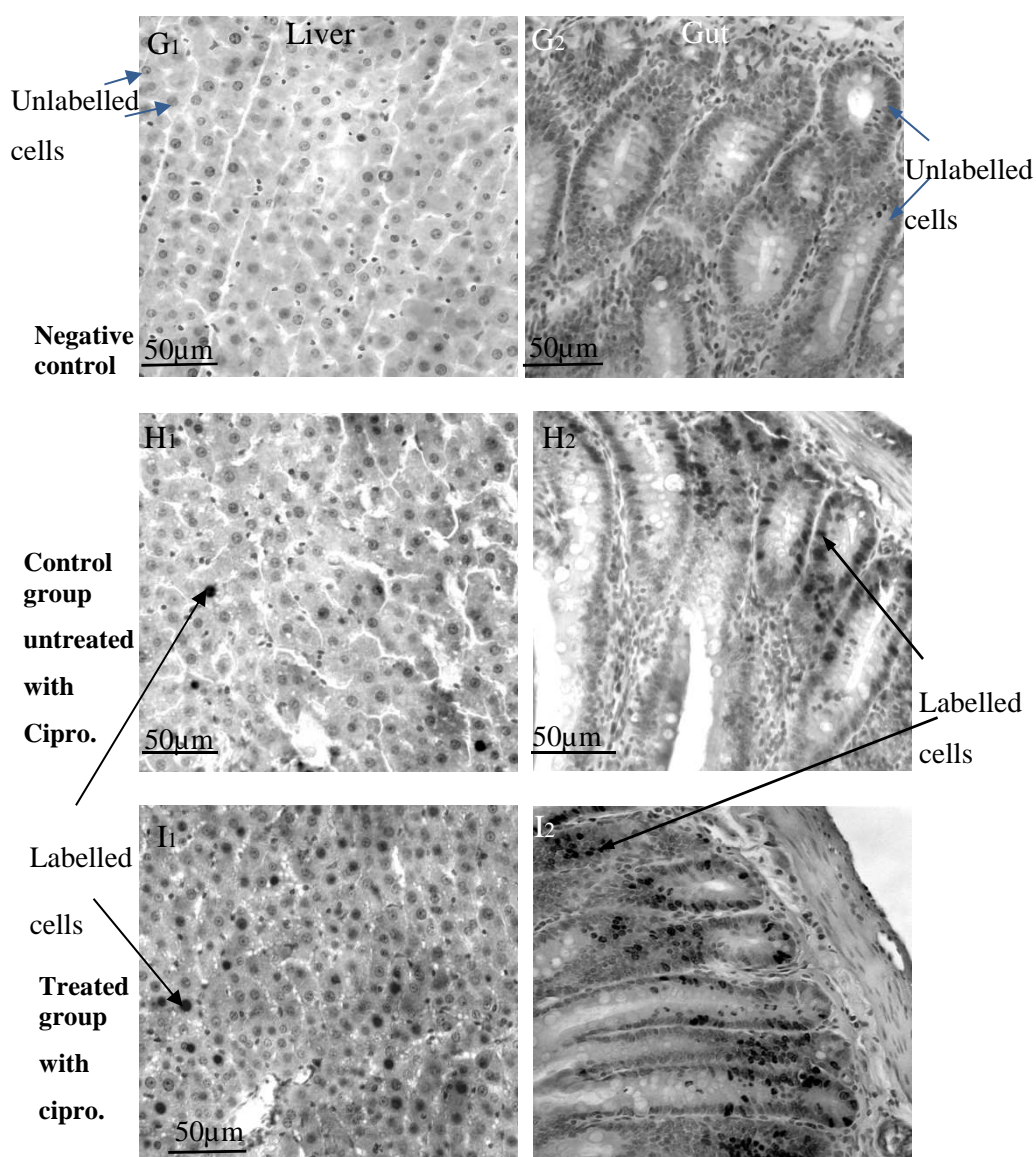 G1
Liver
G2
Gut
Unlabelled
cells
Unlabelled
cells
Negative
control
50µm
50µm
H1
H2
Control
group
untreated
with
Cipro.
50µm
50µm
Labelled
cells
I1
I2
Labelled
cells
Treated
group
with
cipro.
50µm